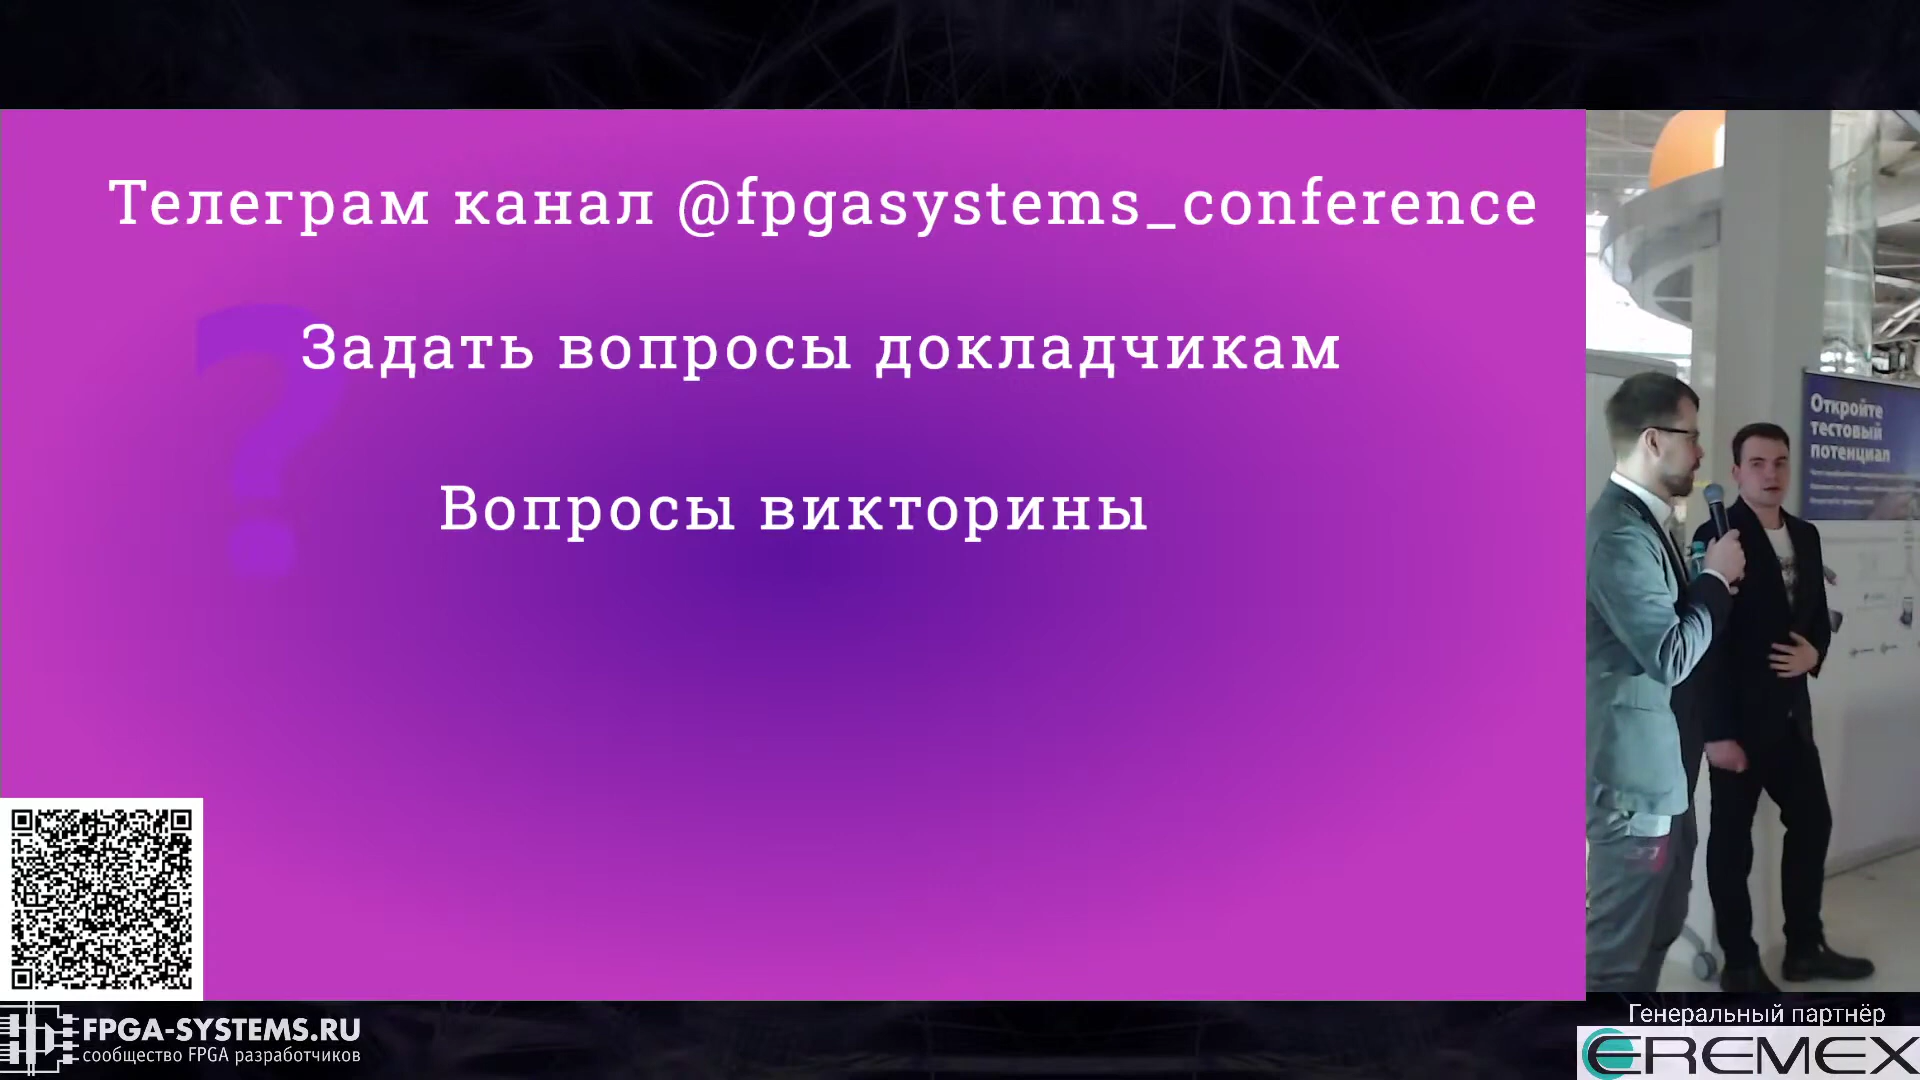 Телеграм канал @fpgasystems_conference
Задать вопросы докладчикам
?
Вопросы викторины
Откройте
тестовый
потенциал
FPGA-SYSTEMS.RU
сообщество FPGA разработчиков
Генеральный партнёр
EREMEX